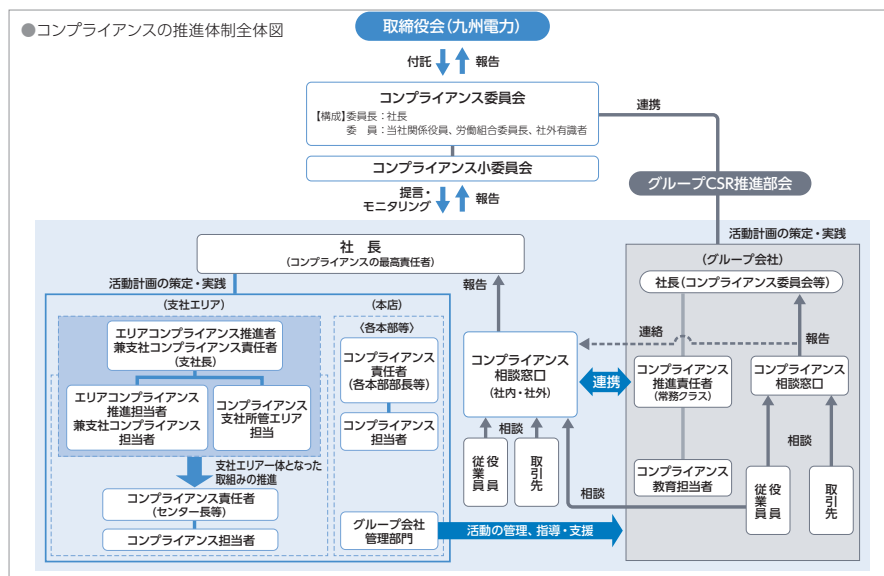 ●コンプライアンスの推進体制全体図
取締役会(九州電力)
付託
報告
コンプライアンス委員会
【構成】委員長：社長
委　員：当社関係役員、労働組合委員長、社外有識者
連携
コンプライアンス小委員会
グループCSR推進部会
提言・
モニタリング
報告
社　長
(コンプライアンスの最高責任者)
活動計画の策定・実践
(支社エリア)
エリアコンプライアンス推進者
兼支社コンプライアンス責任者
(支社長)
エリアコンプライアンス
推進担当者
兼支社コンプライアンス
担当者
コンプライアンス
支社所管エリア
担当
支社エリア一体となった
取組みの推進
コンプライアンス責任者
(センター長等)
コンプライアンス担当者
(本店)
〈各本部等〉
コンプライアンス
責任者
(各本部部長等)
コンプライアンス
担当者
グループ会社
管理部門
活動の管理、指導・支援
報告
コンプライアンス
相談窓口
(社内・社外)
連携
連絡
相談
役員
従業員
取引先
相談
活動計画の策定・実践
(グループ会社)
社長(コンプライアンス委員会等)
報告
コンプライアンス
推進責任者
(常務クラス)
コンプライアンス
相談窓口
相談
コンプライアンス
教育担当者
役員
従業員
取引先